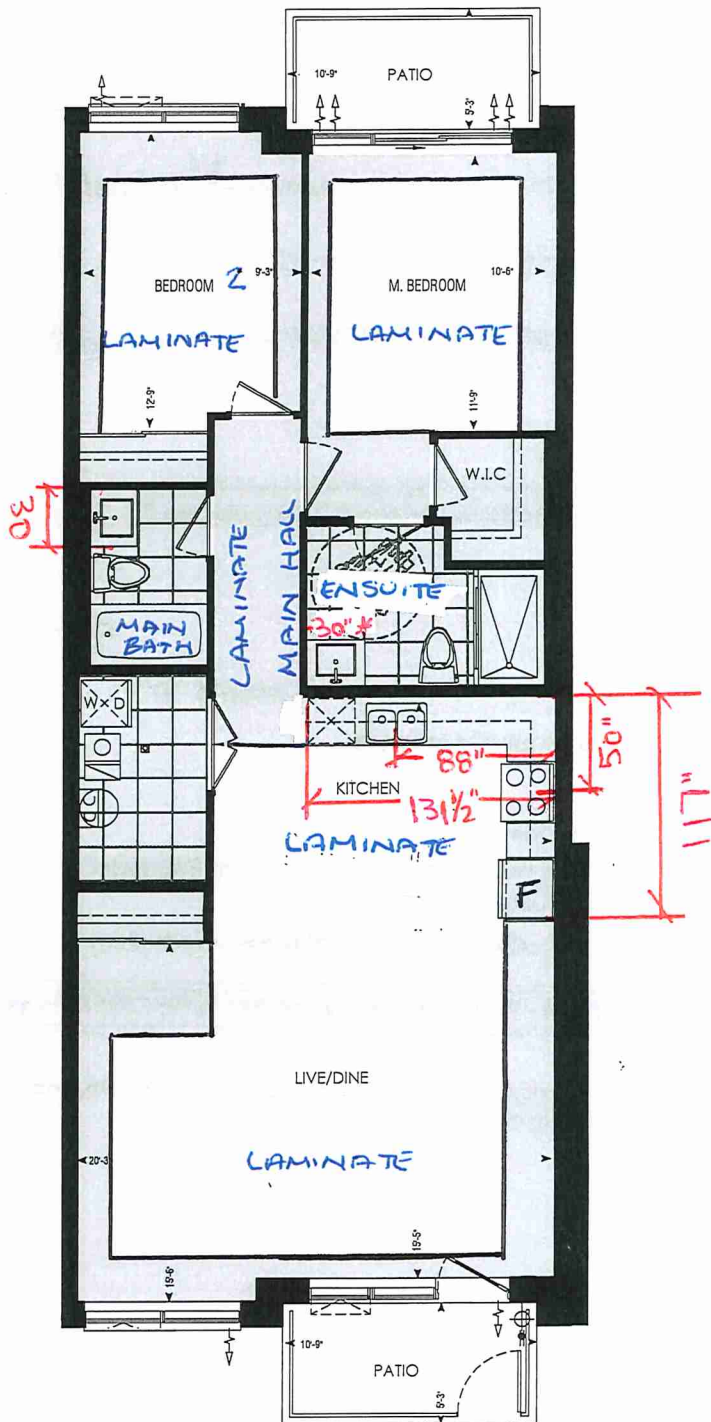 10'-9"
PATIO
5'-3"
BEDROOM 2
9'-3"
LAMINATE
12'-9"
M. BEDROOM
10'-6"
LAMINATE
11'-9"
W.I.C
30
MAIN
BATH
LAMINATE
MAIN HALL
ENSUITE
30"*
W
D
88"
50"
KITCHEN
131½"
117"
LAMINATE
F
LIVE/DINE
20'-3
LAMINATE
19'-5"
19'-6"
10'-9"
PATIO
5'-3"